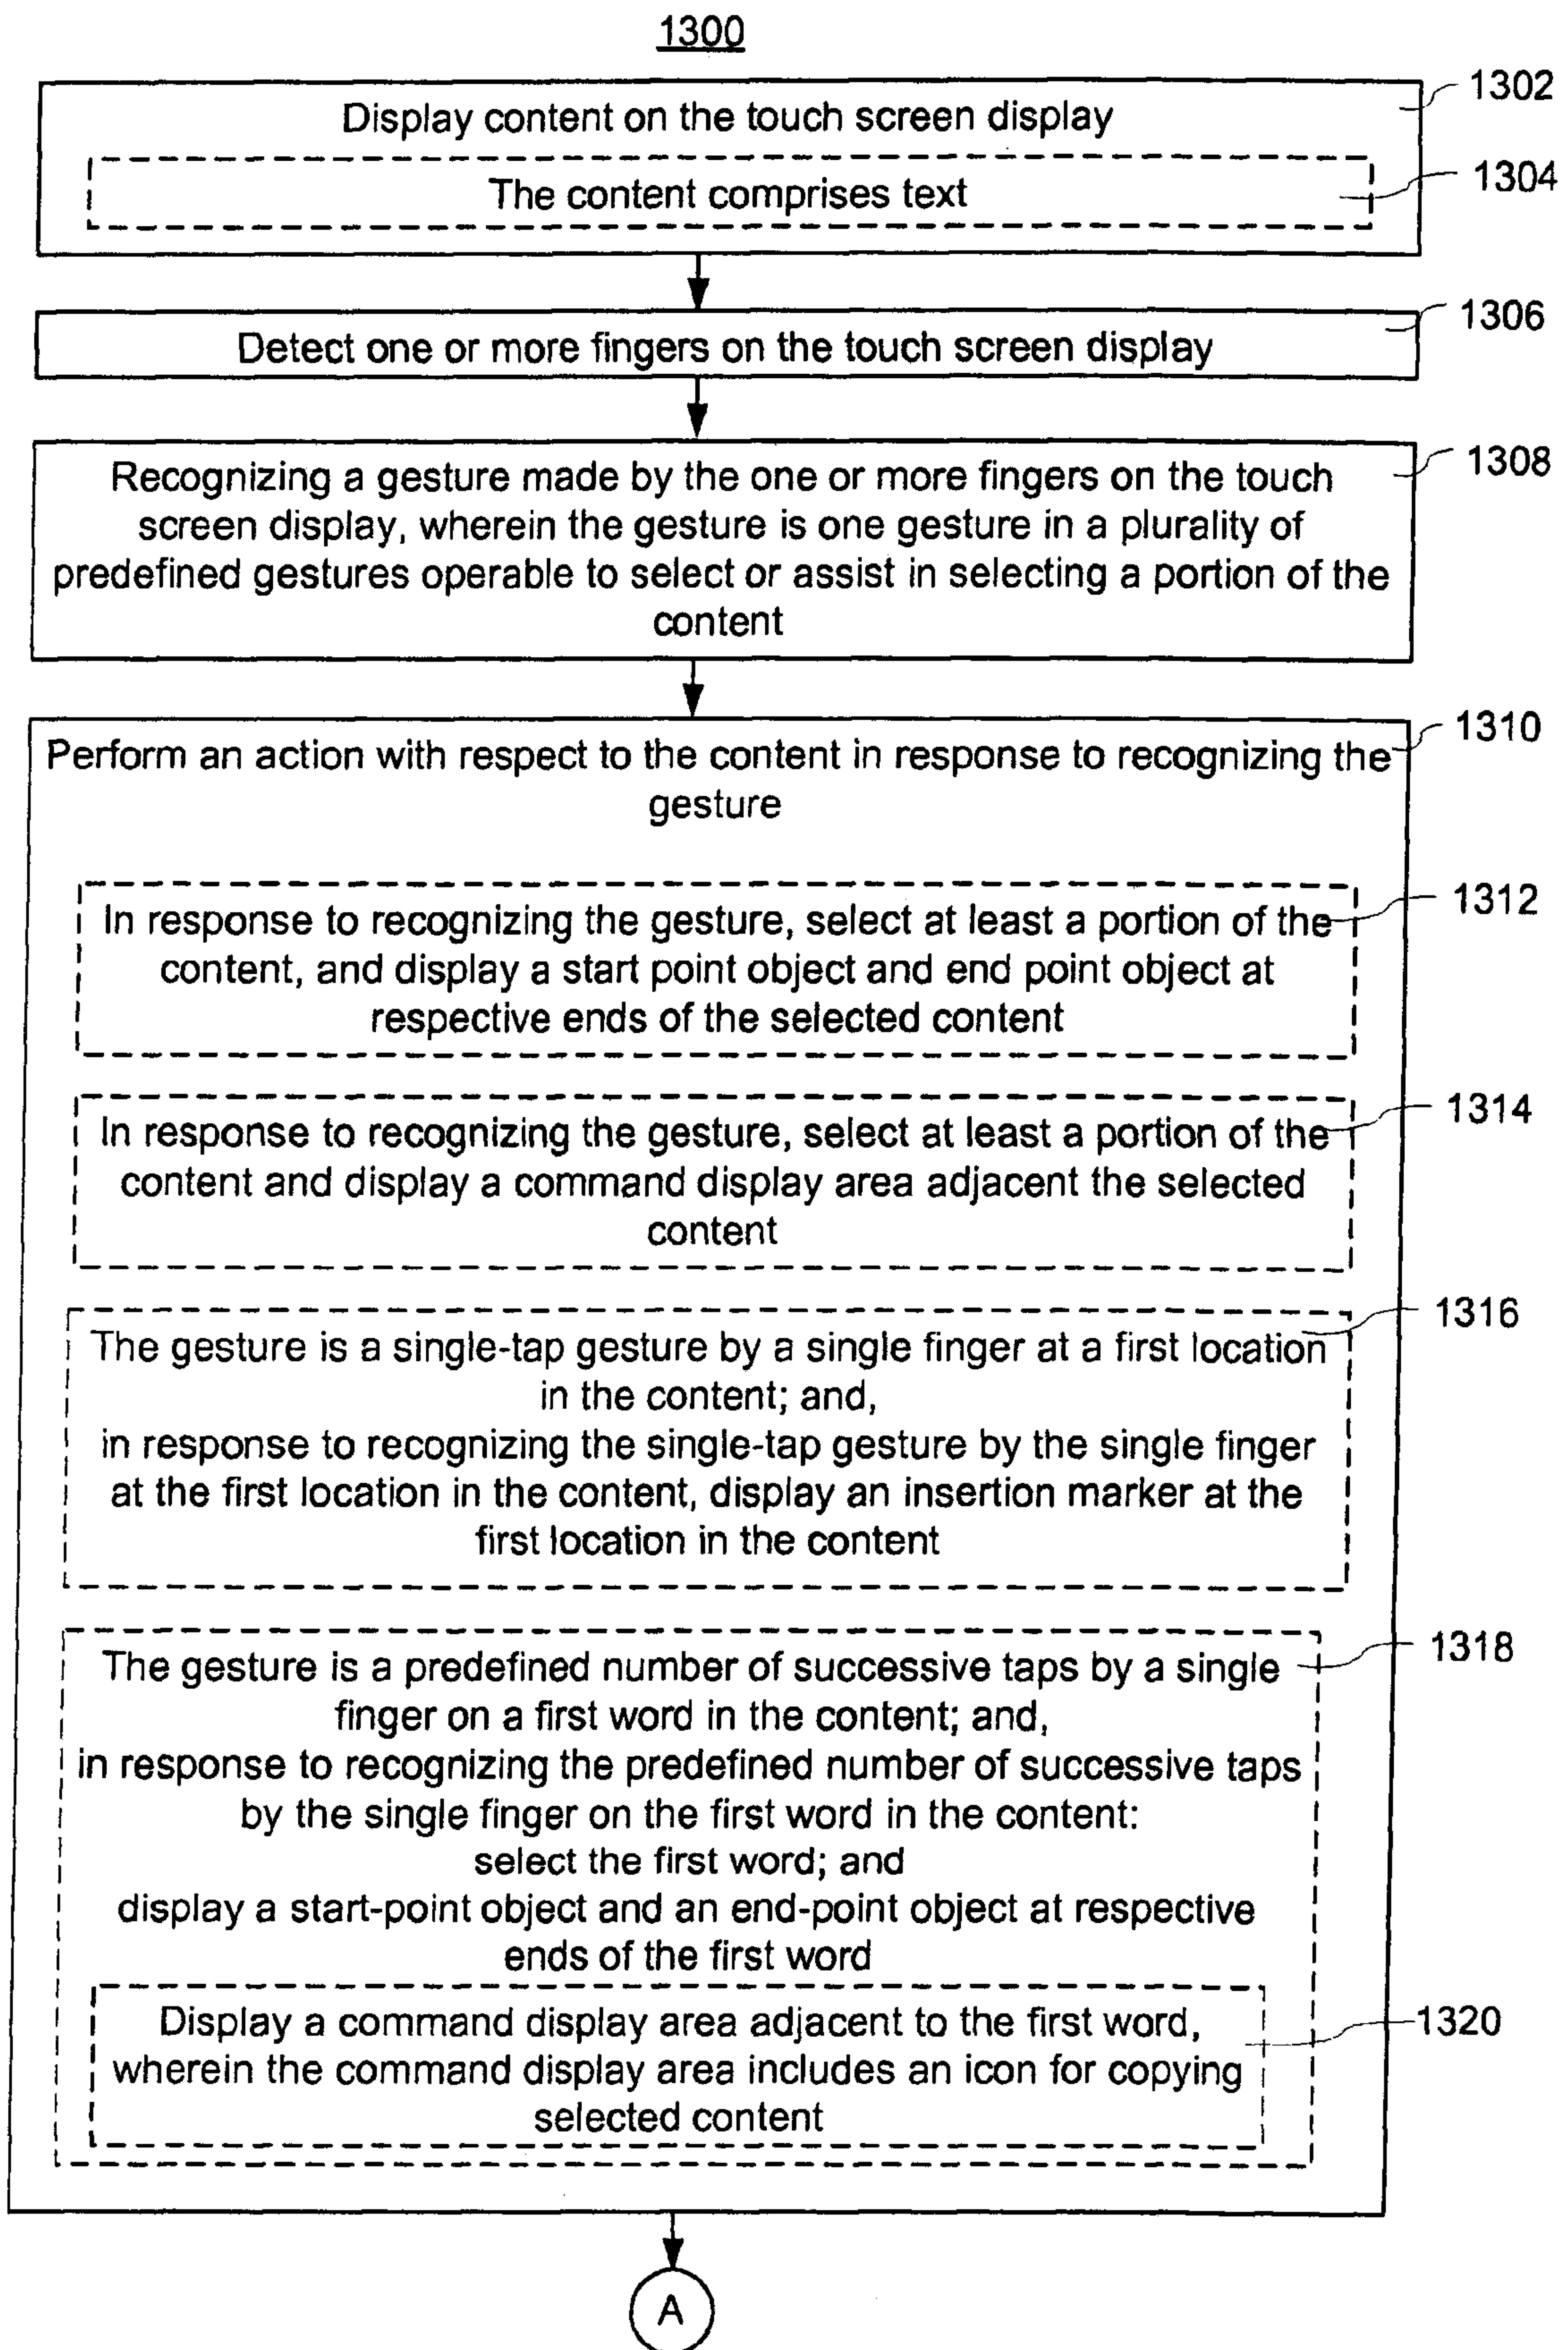 1300
1302
Display content on the touch screen display
1304
The content comprises text
1306
Detect one or more fingers on the touch screen display
1308
Recognizing a gesture made by the one or more fingers on the touch
screen display, wherein the gesture is one gesture in a plurality of
predefined gestures operable to select or assist in selecting a portion of the
content
1310
Perform an action with respect to the content in response to recognizing the
gesture
1312
In response to recognizing the gesture, select at least a portion of the
content, and display a start point object and end point object at
respective ends of the selected content
1314
In response to recognizing the gesture, select at least a portion of the
content and display a command display area adjacent the selected
content
1316
The gesture is a single-tap gesture by a single finger at a first location
in the content; and,
in response to recognizing the single-tap gesture by the single finger
at the first location in the content, display an insertion marker at the
first location in the content
1318
The gesture is a predefined number of successive taps by a single
finger on a first word in the content; and,
in response to recognizing the predefined number of successive taps
by the single finger on the first word in the content:
select the first word; and
display a start-point object and an end-point object at respective
ends of the first word
1320
Display a command display area adjacent to the first word,
wherein the command display area includes an icon for copying
selected content
A